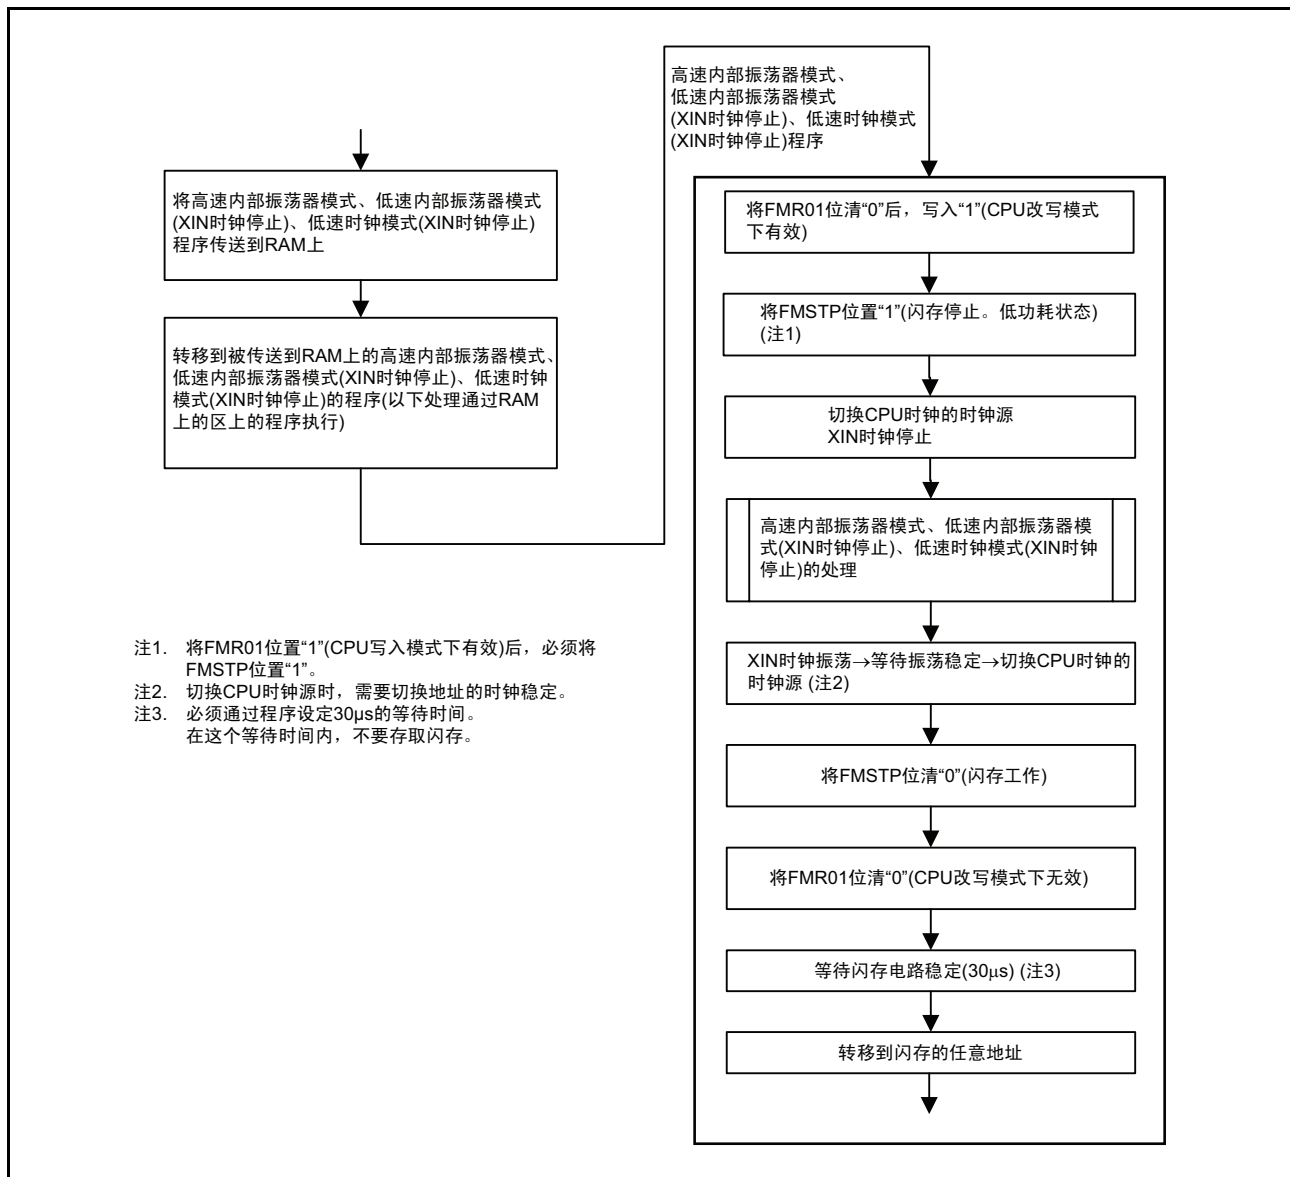 将高速内部振荡器模式、低速内部振荡器模式
(XIN时钟停止)、低速时钟模式(XIN时钟停止)
程序传送到RAM上
转移到被传送到RAM上的高速内部振荡器模式、
低速内部振荡器模式(XIN时钟停止)、低速时钟
模式(XIN时钟停止)的程序(以下处理通过RAM
上的区上的程序执行)
注1. 将FMR01位置“1”(CPU写入模式下有效)后，必须将
FMSTP位置“1”。
注2. 切换CPU时钟源时，需要切换地址的时钟稳定。
注3. 必须通过程序设定30μs的等待时间。
在这个等待时间内，不要存取闪存。
高速内部振荡器模式、
低速内部振荡器模式
(XIN时钟停止)、低速时钟模式
(XIN时钟停止)程序
将FMR01位清“0”后，写入“1”(CPU改写模式
下有效)
将FMSTP位置“1”(闪存停止。低功耗状态)
(注1)
切换CPU时钟的时钟源
XIN时钟停止
高速内部振荡器模式、低速内部振荡器模
式(XIN时钟停止)、低速时钟模式(XIN时钟
停止)的处理
XIN时钟振荡→等待振荡稳定→切换CPU时钟的
时钟源 (注2)
将FMSTP位清“0”(闪存工作)
将FMR01位清“0”(CPU改写模式下无效)
等待闪存电路稳定(30μs) (注3)
转移到闪存的任意地址